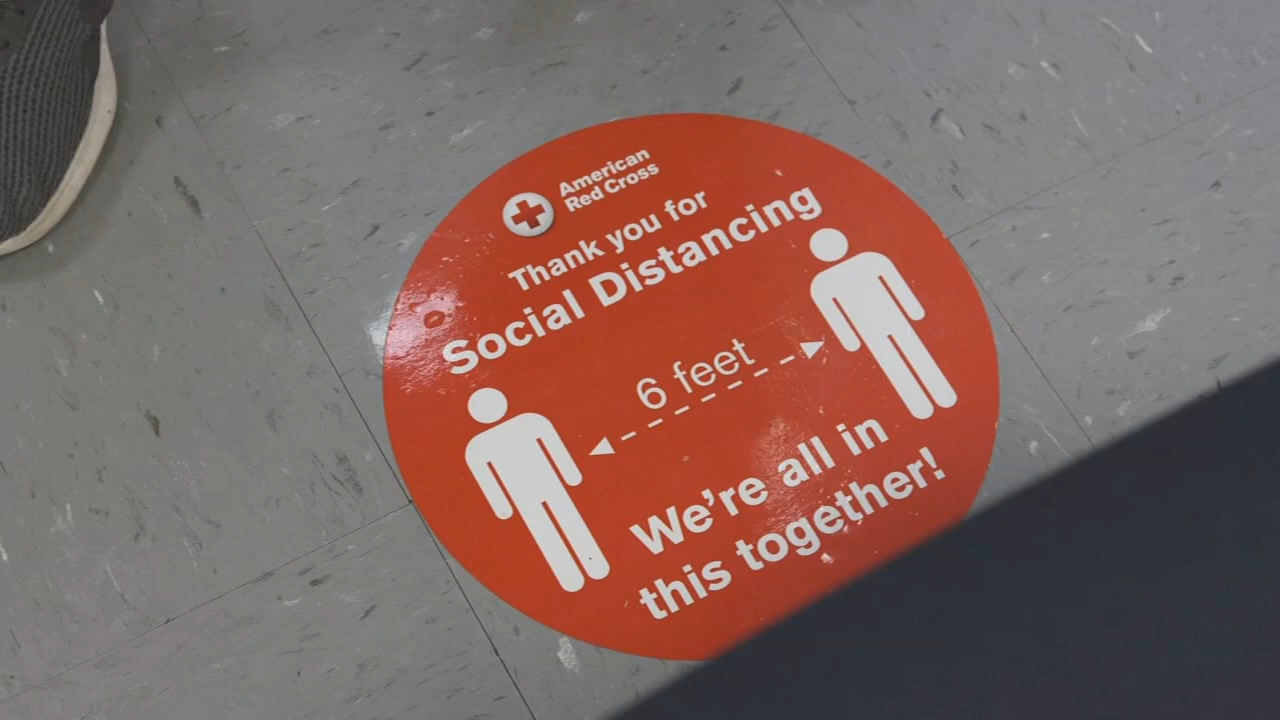 American
Red Cross
Thank you for
Social Distancing
6 feet
We're all in
this together!